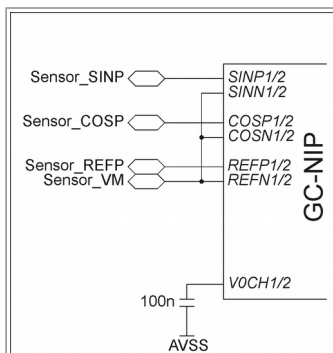 Sensor_SINP
SINP1/2
SINN1/2
Sensor_COSP
COSP1/2
COSN1/2
Sensor_REFP
REFP1/2
Sensor_VM
REFN1/2
GC-NIP
V0CH1/2
100n
AVSS